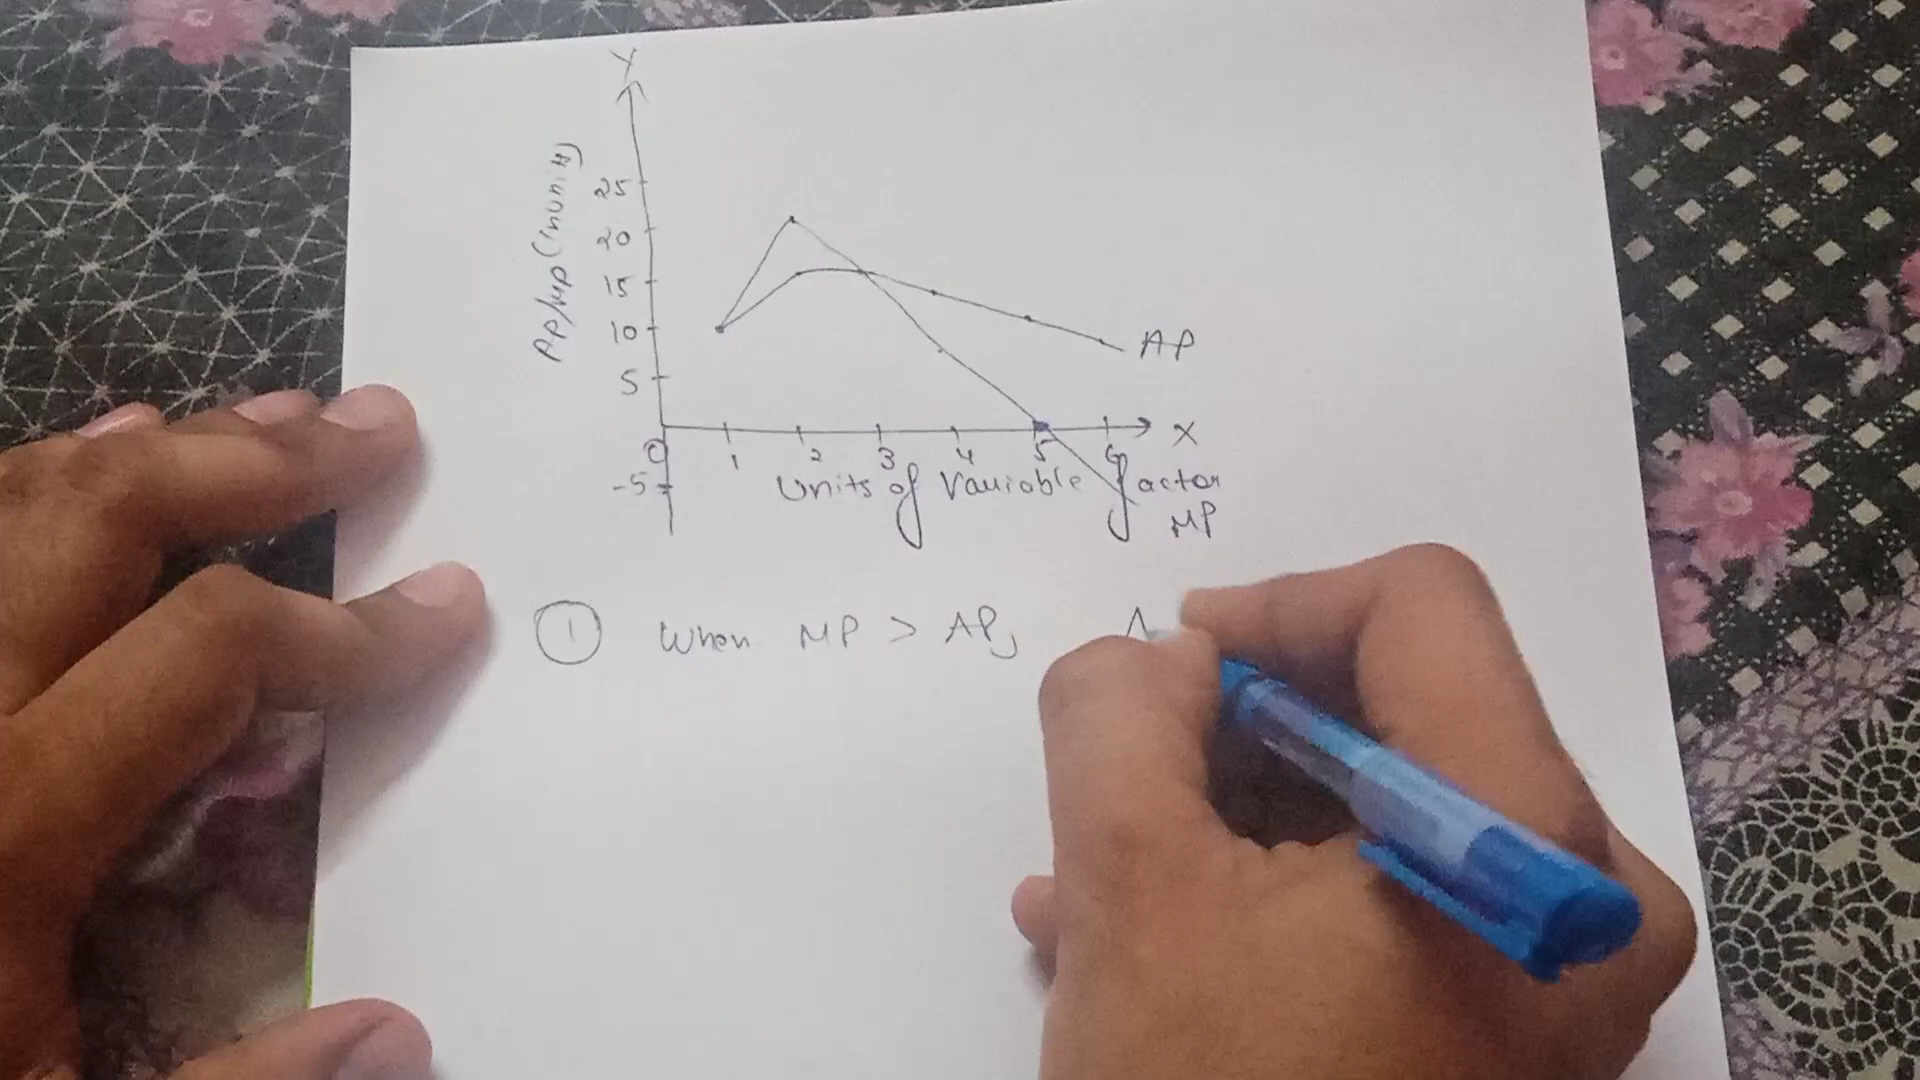 Y
AP/MP (in unit)
25
20
15
10
5
0
-5
AP
X
1 2 3 4 5 6
Units of Variable factor
MP
① When MP > AP, A